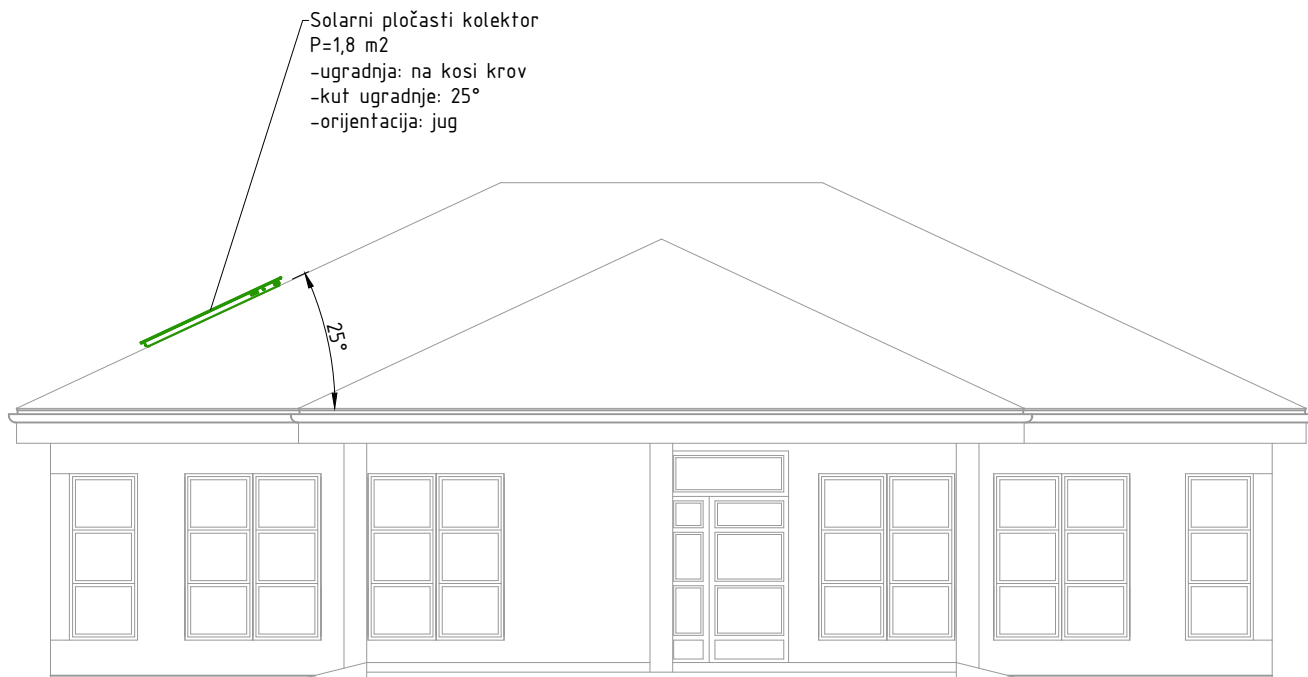 Solarni pločasti kolektor
P=1,8 m2
-ugradnja: na kosi krov
-kut ugradnje: 25°
-orijentacija: jug
25°